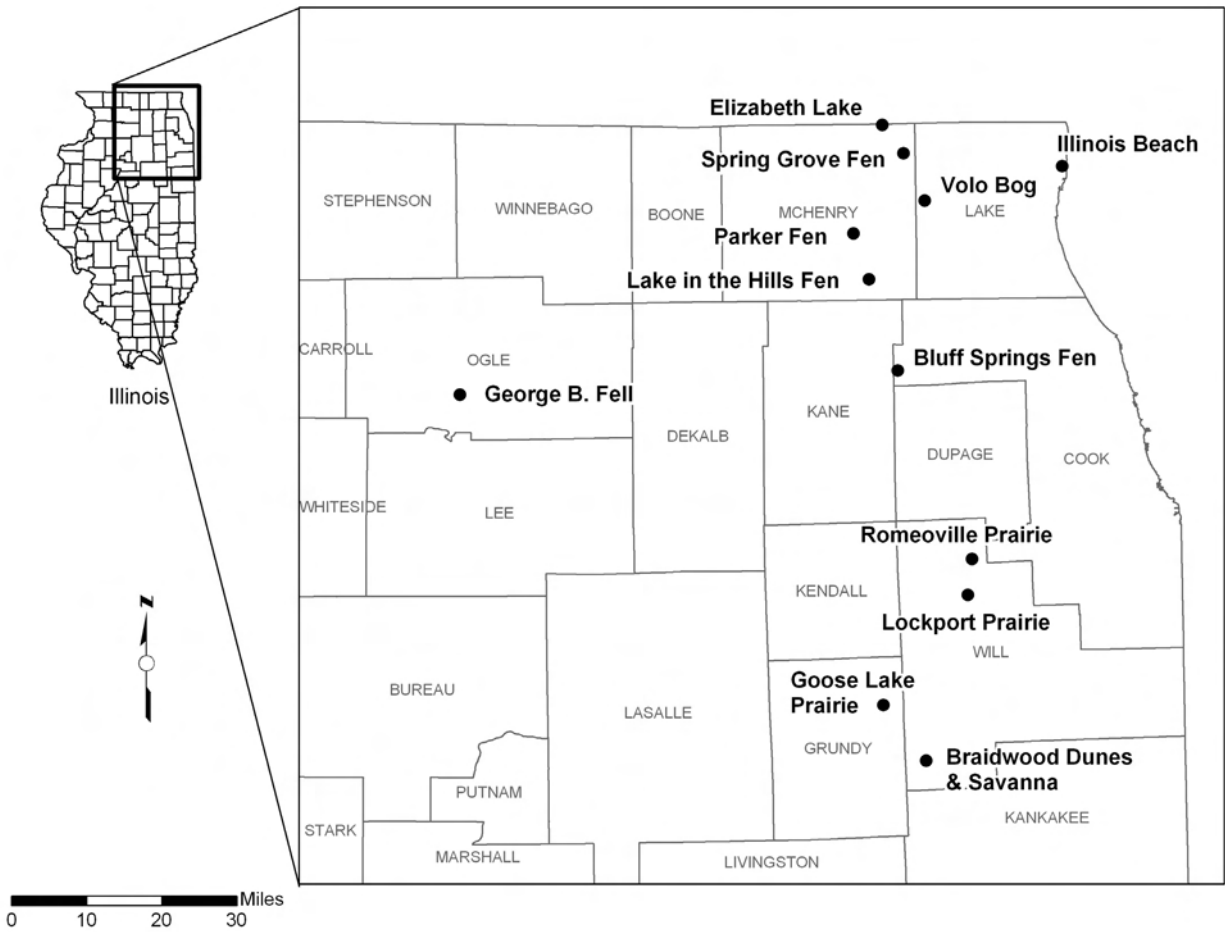 Elizabeth Lake
Illinois Beach
Spring Grove Fen
Volo Bog
STEPHENSON
WINNEBAGO
BOONE
MCHENRY
LAKE
Parker Fen
Lake in the Hills Fen
CARROLL
OGLE
Bluff Springs Fen
Illinois
George B. Fell
KANE
DEKALB
DUPAGE
COOK
WHITESIDE
LEE
Romeoville Prairie
KENDALL
Lockport Prairie
WILL
N
BUREAU
Goose Lake
Prairie
LASALLE
GRUNDY
Braidwood Dunes
& Savanna
PUTNAM
KANKAKEE
STARK
MARSHALL
LIVINGSTON
Miles
0 10 20 30